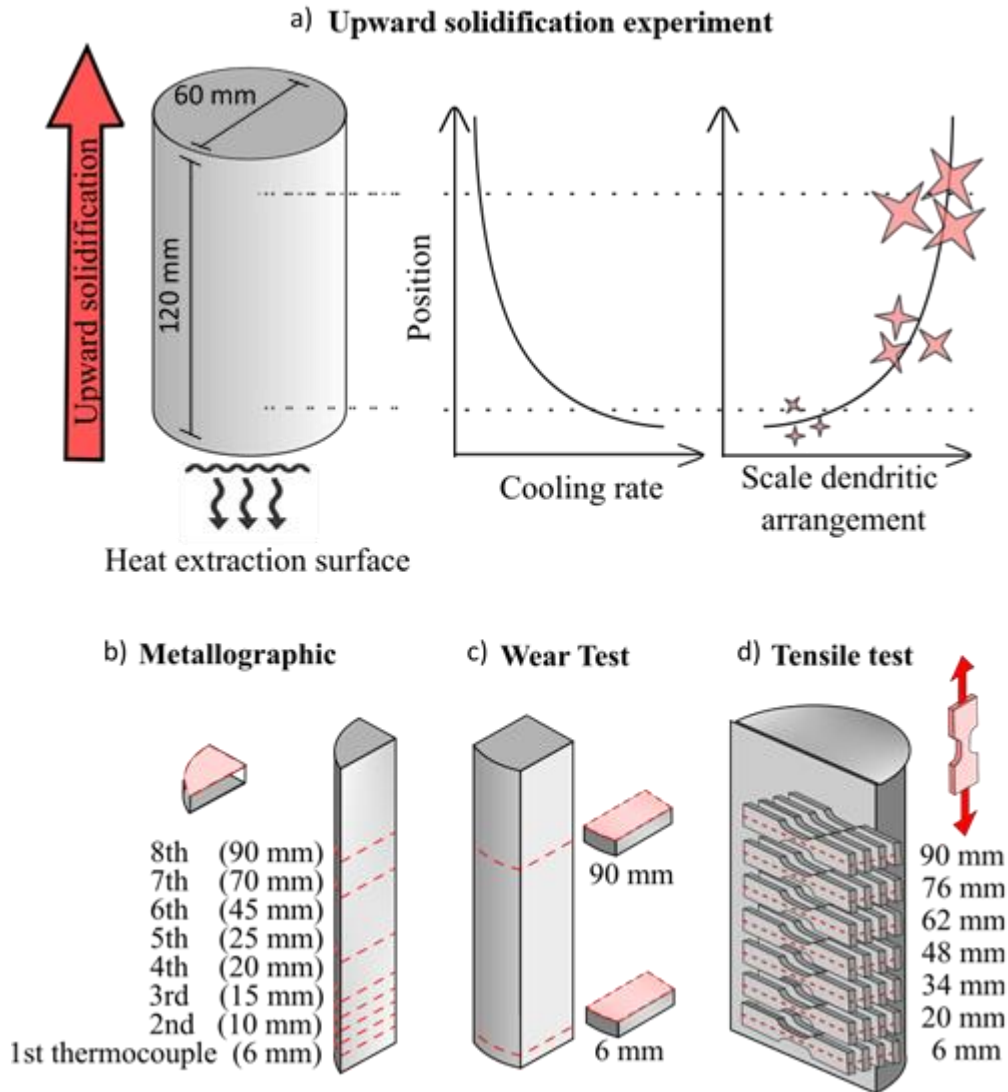 a) Upward solidification experiment
Upward solidification
60 mm
120 mm
Heat extraction surface
Position
Cooling rate
Scale dendritic
arrangement
b) Metallographic
8th (90 mm)
7th (70 mm)
6th (45 mm)
5th (25 mm)
4th (20 mm)
3rd (15 mm)
2nd (10 mm)
1st thermocouple (6 mm)
c) Wear Test
90 mm
6 mm
d) Tensile test
90 mm
76 mm
62 mm
48 mm
34 mm
20 mm
6 mm